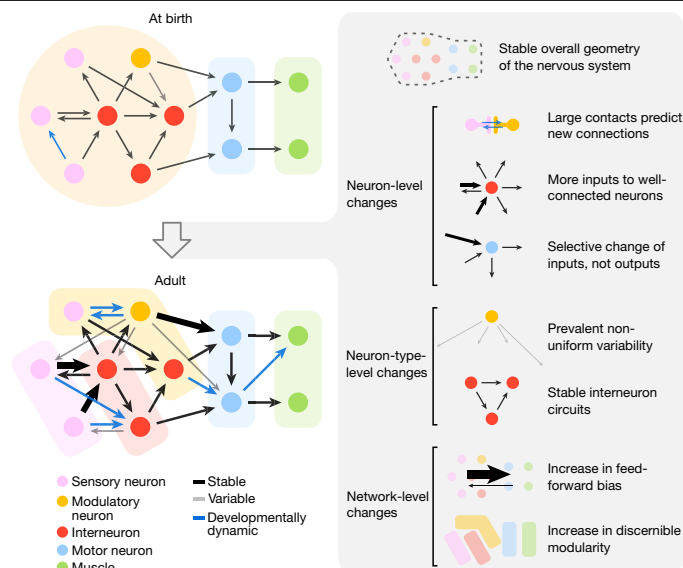 At birth
Adult
Sensory neuron
Modulatory
neuron
Interneuron
Motor neuron
Muscle
Stable
Variable
Developmentally
dynamic
Stable overall geometry
of the nervous system
Neuron-level
changes
Large contacts predict
new connections
More inputs to well-
connected neurons
Selective change of
inputs, not outputs
Neuron-type-
level changes
Prevalent non-
uniform variability
Stable interneuron
circuits
Network-level
changes
Increase in feed-
forward bias
Increase in discernible
modularity